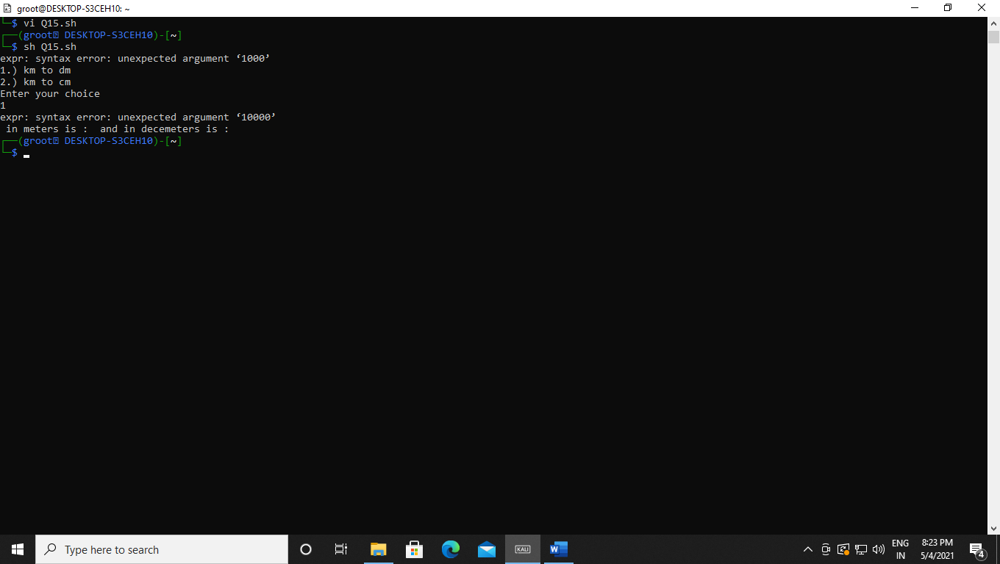 groot@DESKTOP-S3CEH10: ~
└─$ vi Q15.sh
┌──(groot DESKTOP-S3CEH10)-[~]
└─$ sh Q15.sh
expr: syntax error: unexpected argument ‘1000’
1.) km to dm
2.) km to cm
Enter your choice
1
expr: syntax error: unexpected argument ‘10000’
 in meters is :  and in decemeters is :
┌──(groot DESKTOP-S3CEH10)-[~]
└─$
Type here to search
KALI
W
ENG
IN
8:23 PM
5/4/2021
4